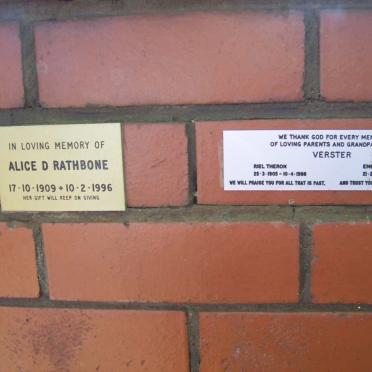 IN LOVING MEMORY OF
ALICE D RATHBONE
17·10·1909 + 10·2·1996
HER GIFT WILL KEEP ON GIVING
WE THANK GOD FOR EVERY
OF LOVING PARENTS AND
VERSTER
RIEL THERON
WE WILL PRAISE YOU FOR ALL THAT IS PAST, AND TRUST